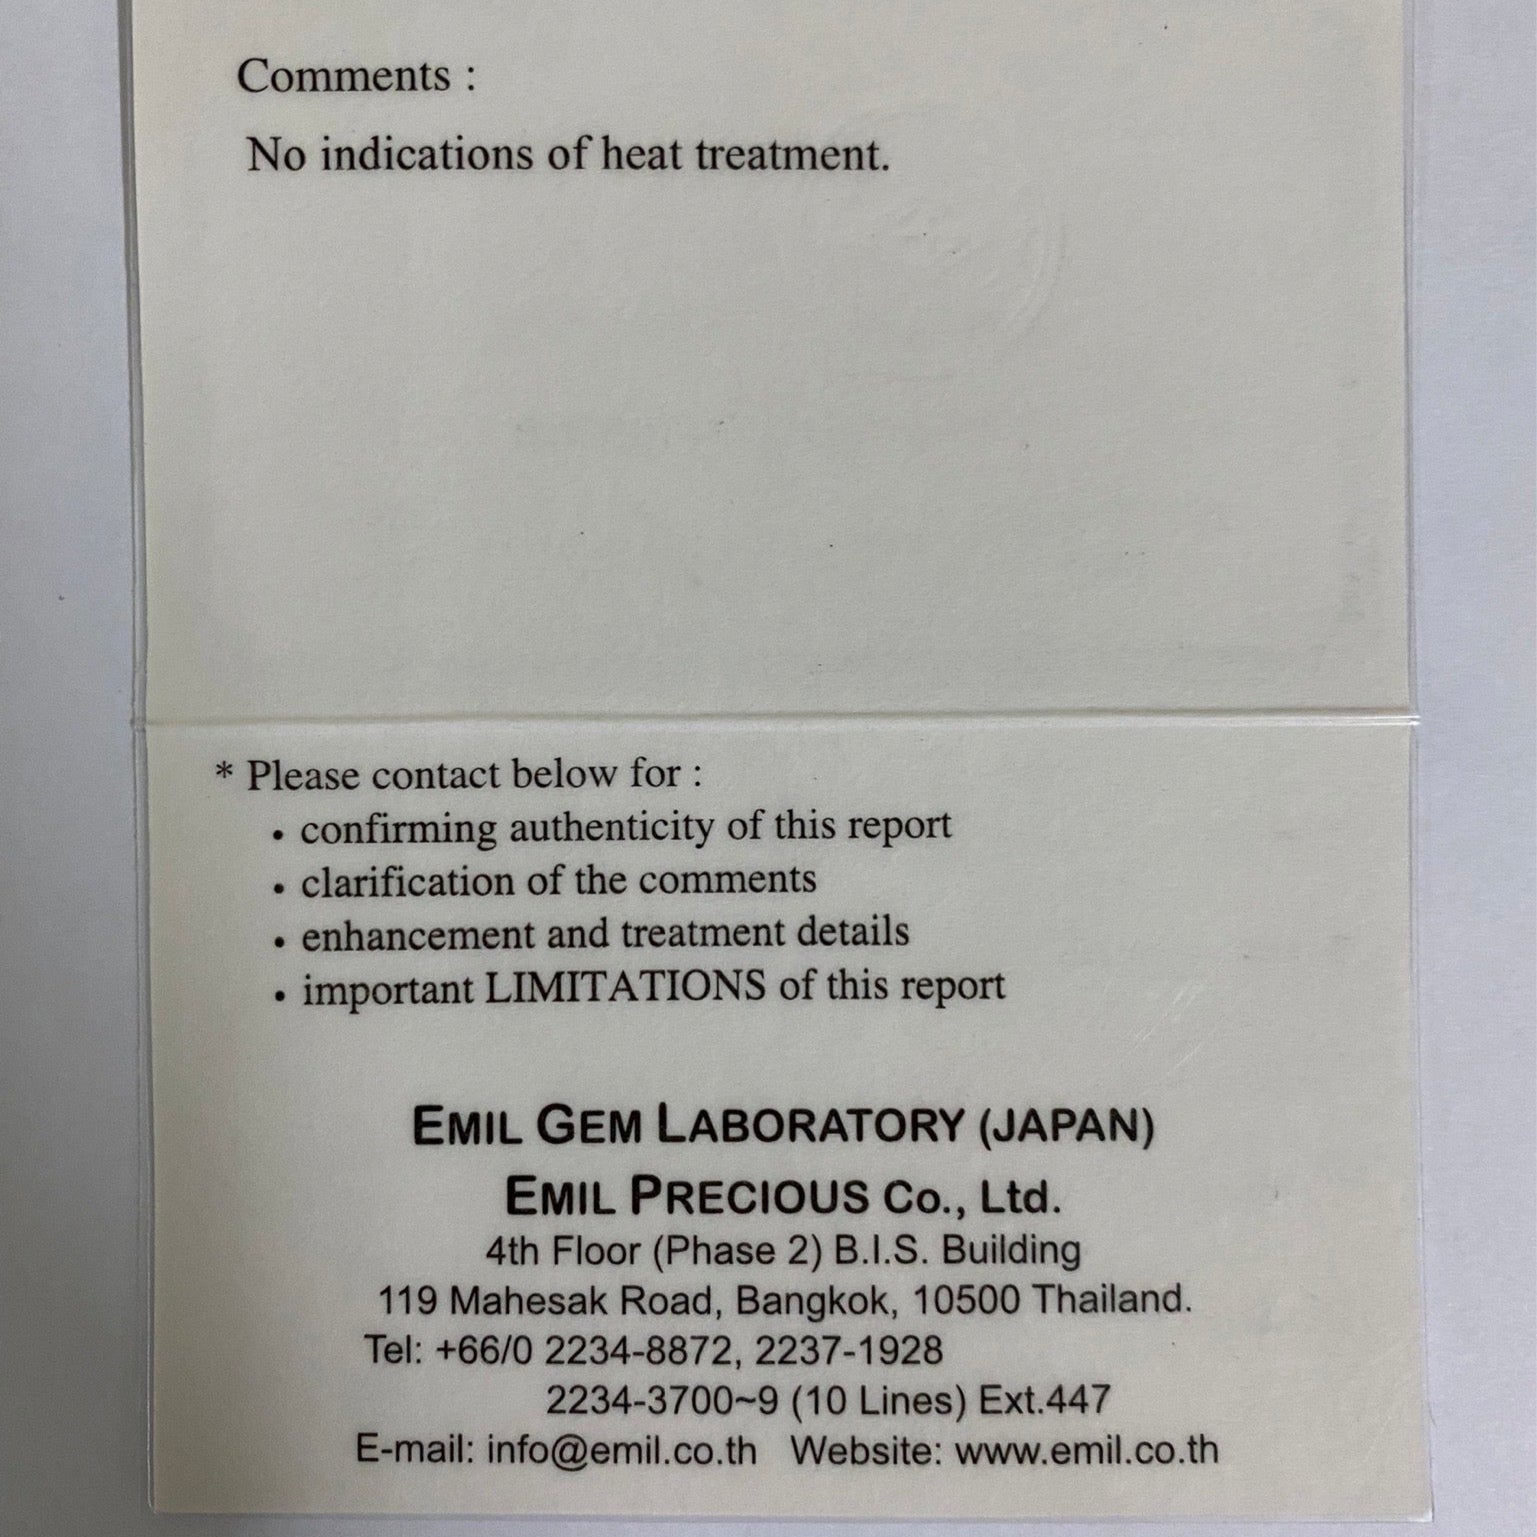 Comments :
No indications of heat treatment.
* Please contact below for :
• confirming authenticity of this report
• clarification of the comments
• enhancement and treatment details
• important LIMITATIONS of this report
EMIL GEM LABORATORY (JAPAN)
EMIL PRECIOUS Co., Ltd.
4th Floor (Phase 2) B.I.S. Building
119 Mahesak Road, Bangkok, 10500 Thailand.
Tel: +66/0 2234-8872, 2237-1928
2234-3700~9 (10 Lines) Ext.447
E-mail: info@emil.co.th Website: www.emil.co.th